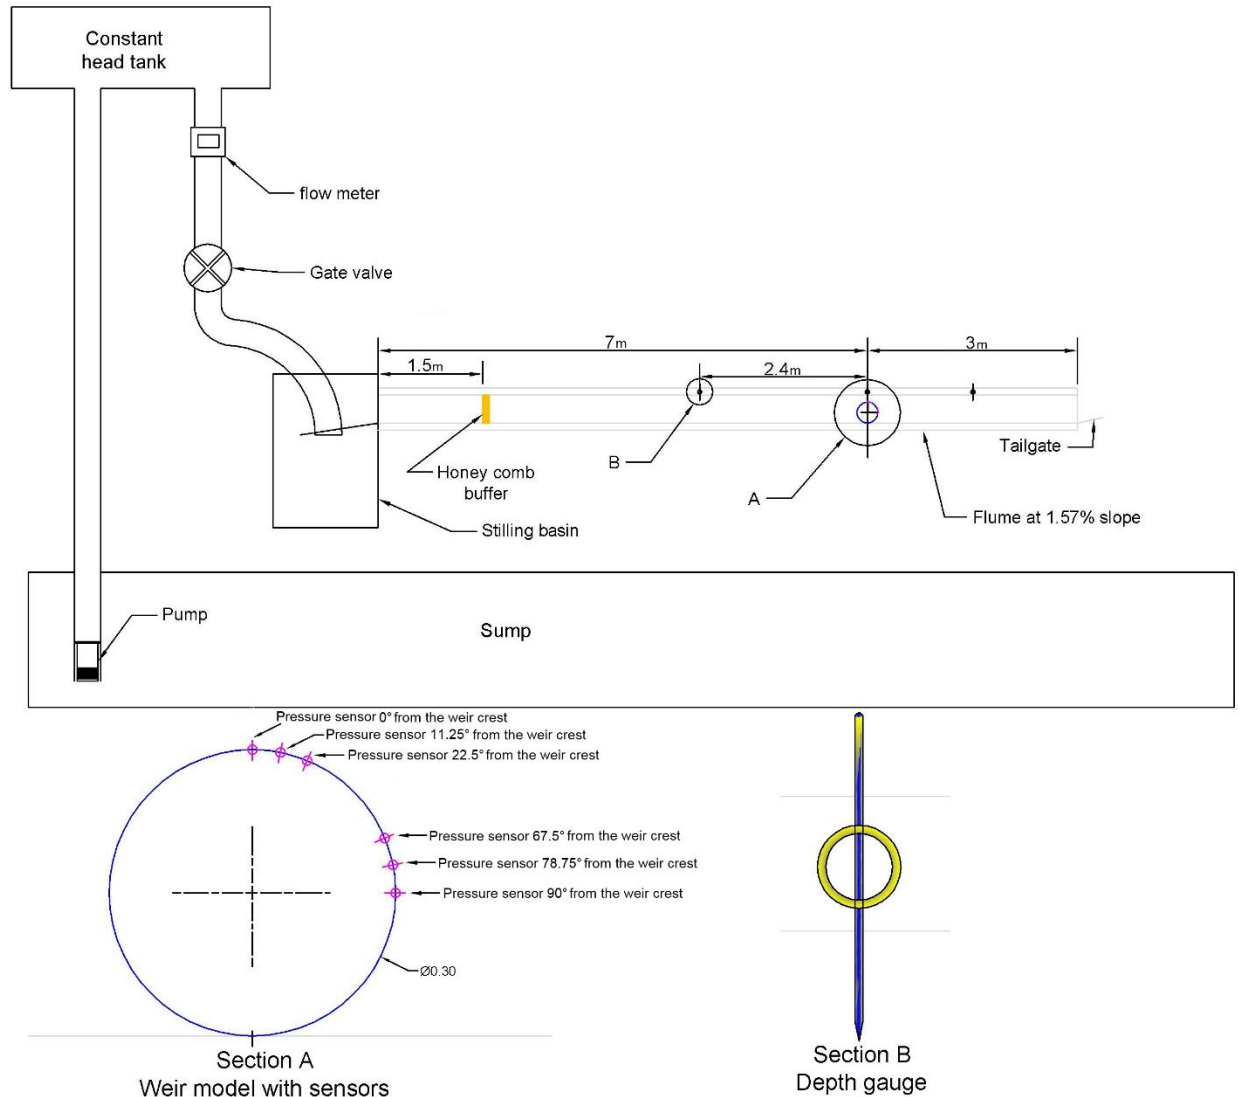 Constant
head tank
flow meter
Gate valve
7m
3m
1.5m
2.4m
B
A
Tailgate
Honey comb
buffer
Stilling basin
Flume at 1.57% slope
Pump
Sump
Pressure sensor 0° from the weir crest
Pressure sensor 11.25° from the weir crest
Pressure sensor 22.5° from the weir crest
Pressure sensor 67.5° from the weir crest
Pressure sensor 78.75° from the weir crest
Pressure sensor 90° from the weir crest
Ø0.30
Section A
Weir model with sensors
Section B
Depth gauge